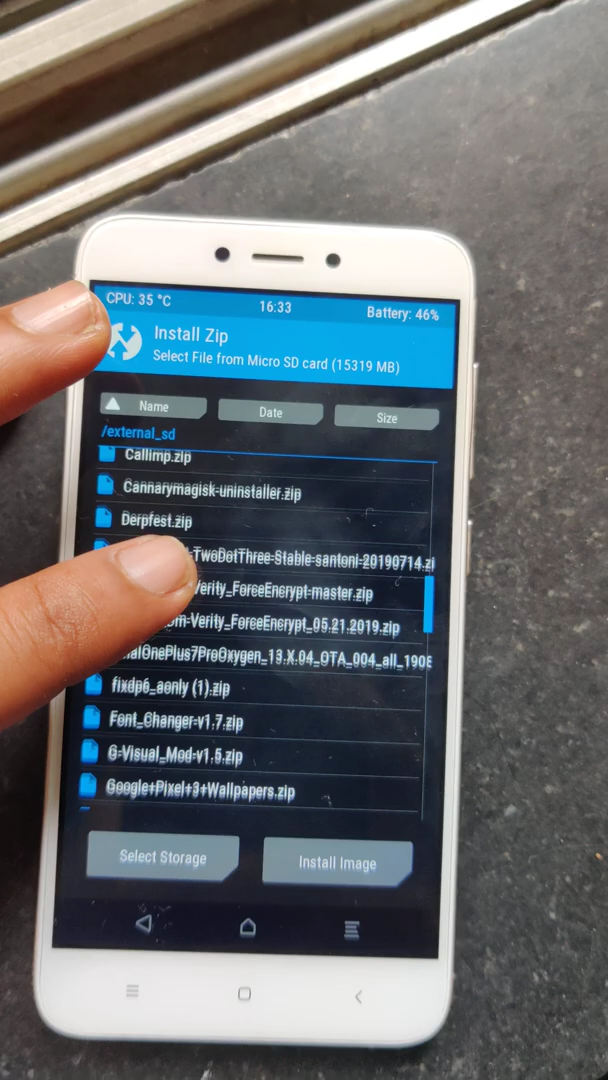 CPU: 35 °C
16:33
Battery: 46%
Install Zip
Select File from Micro SD card (15319 MB)
Name
Date
Size
/external_sd
Callimp.zip
Cannarymagisk-uninstaller.zip
Derpfest.zip
-TwoDotThree-Stable-santoni-20190714.zi
Verity_ForceEncrypt-master.zip
m-Verity_ForceEncrypt_05.21.2019.zip
alOnePlus7ProOxygen_13.X.04_OTA_004_all_1908
fixdp6_aonly (1).zip
Font_Changer-v1.7.zip
G-Visual_Mod-v1.5.zip
Google+Pixel+3+Wallpapers.zip
Select Storage
Install Image